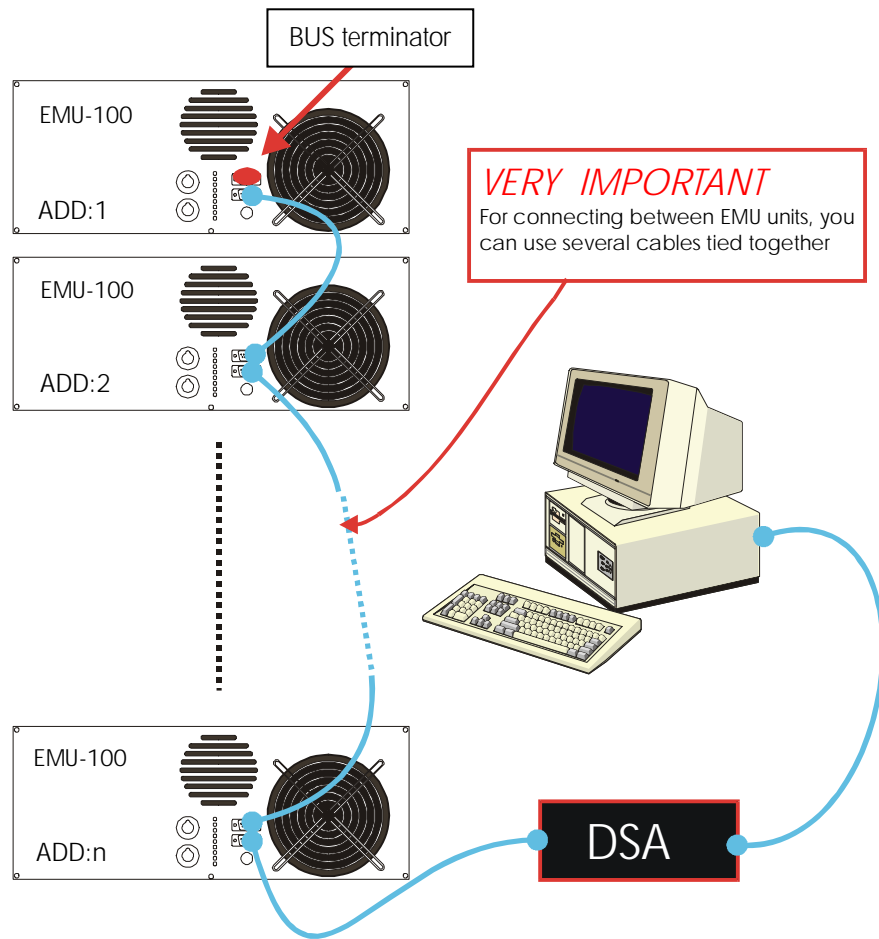 BUS terminator
EMU-100
ADD:1
VERY IMPORTANT
For connecting between EMU units, you
can use several cables tied together
EMU-100
ADD:2
EMU-100
ADD:n
DSA